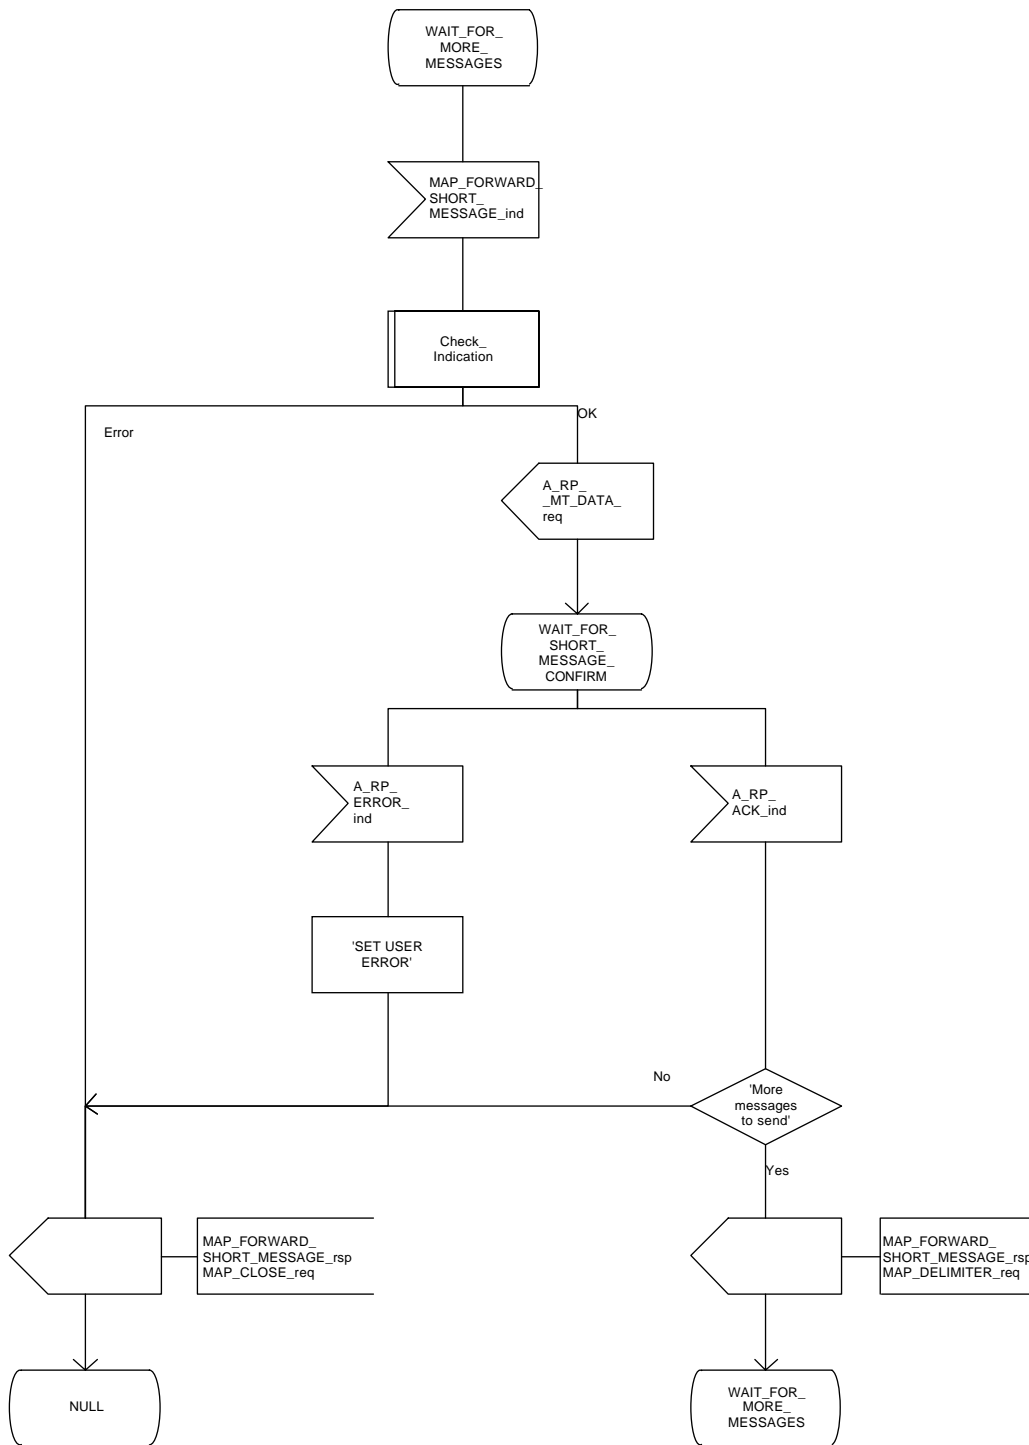 WAIT_FOR_
MORE_
MESSAGES
MAP_FORWARD_
SHORT_
MESSAGE_ind
Check_
Indication
Error
OK
A_RP_
_MT_DATA_
req
WAIT_FOR_
SHORT_
MESSAGE_
CONFIRM
A_RP_
ERROR_
ind
A_RP_
ACK_ind
'SET USER
ERROR'
No
'More
messages
to send'
Yes
MAP_FORWARD_
SHORT_MESSAGE_rsp
MAP_CLOSE_req
MAP_FORWARD_
SHORT_MESSAGE_rsp
MAP_DELIMITER_req
NULL
WAIT_FOR_
MORE_
MESSAGES